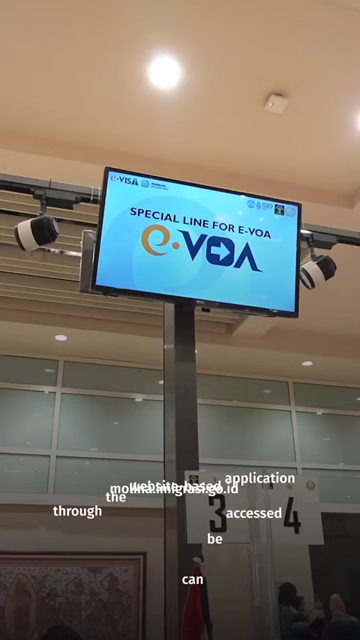 e-VISA
G20
SPECIAL LINE FOR E-VOA
e-VOA
website-based application
molina.imigrasi.go.id
the
3 4
through accessed
be
can